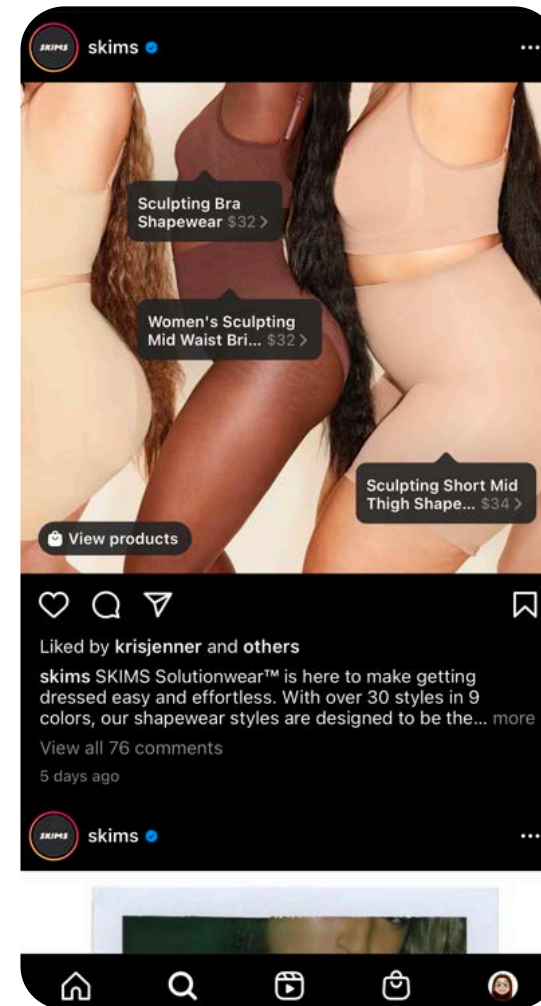 SKIMS
skims
Sculpting Bra
Shapewear $32 >
Women's Sculpting
Mid Waist Bri... $32 >
Sculpting Short Mid
Thigh Shape... $34 >
View products
Liked by krisjenner and others
skims SKIMS Solutionwear™ is here to make getting
dressed easy and effortless. With over 30 styles in 9
colors, our shapewear styles are designed to be the... more
View all 76 comments
5 days ago
SKIMS
skims